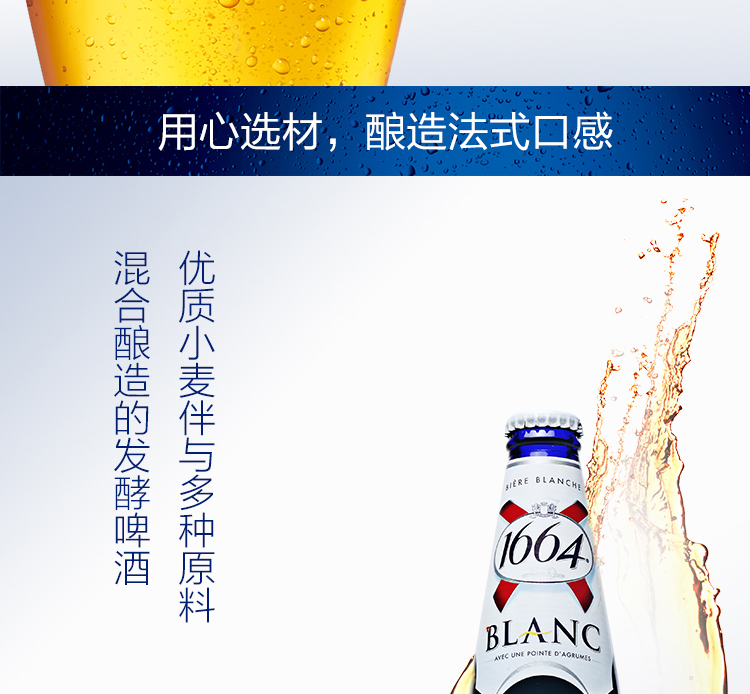 用心选材，酿造法式口感
优质小麦伴与多种原料
混合酿造的发酵啤酒
BIÈRE BLANCHE
1664
BLANC
AVEC UNE POINTE D'AGRUMES